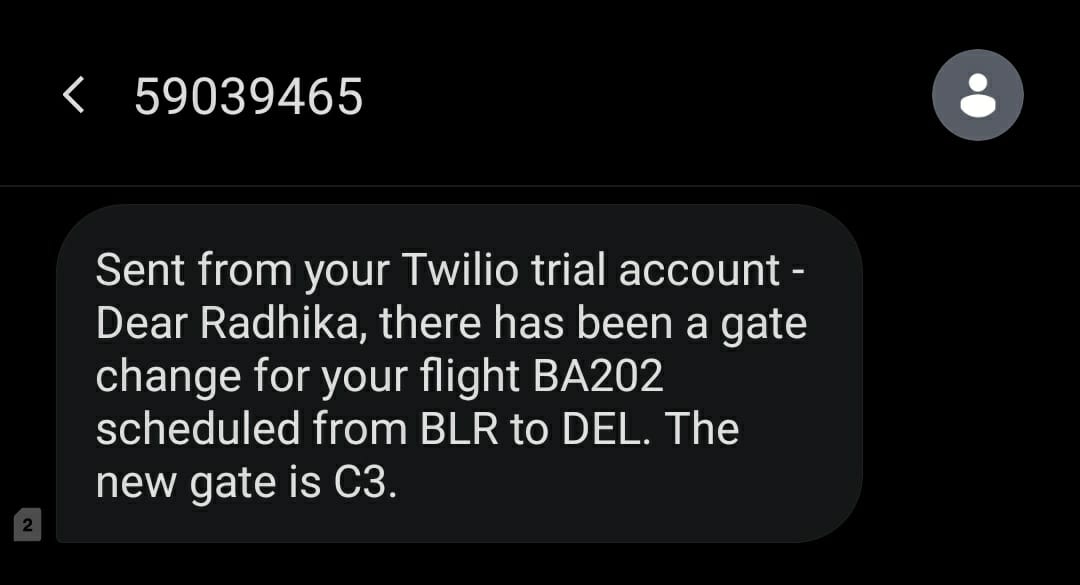 59039465
Sent from your Twilio trial account -
Dear Radhika, there has been a gate
change for your flight BA202
scheduled from BLR to DEL. The
new gate is C3.
2